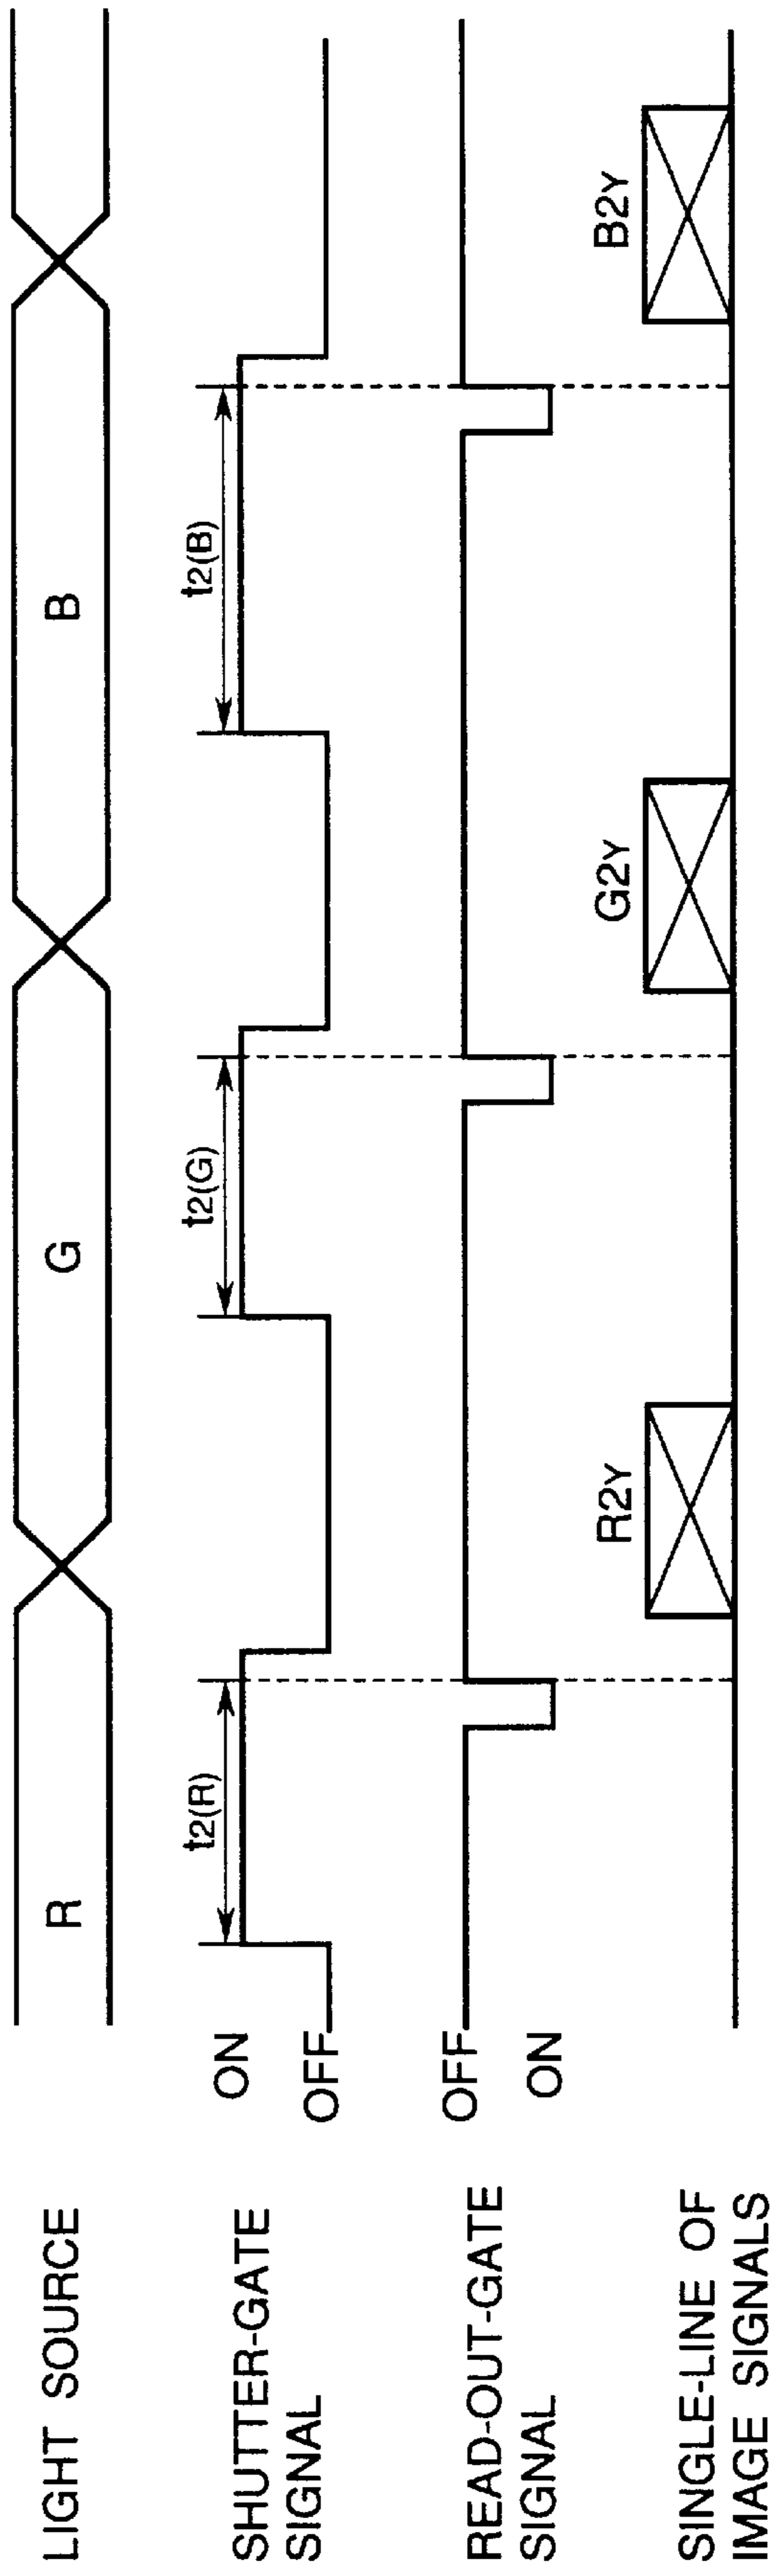 LIGHT SOURCE
R
G
B
SHUTTER-GATE
SIGNAL
ON
OFF
t2(R)
t2(G)
t2(B)
READ-OUT-GATE
SIGNAL
OFF
ON
SINGLE-LINE OF
IMAGE SIGNALS
R2Y
G2Y
B2Y